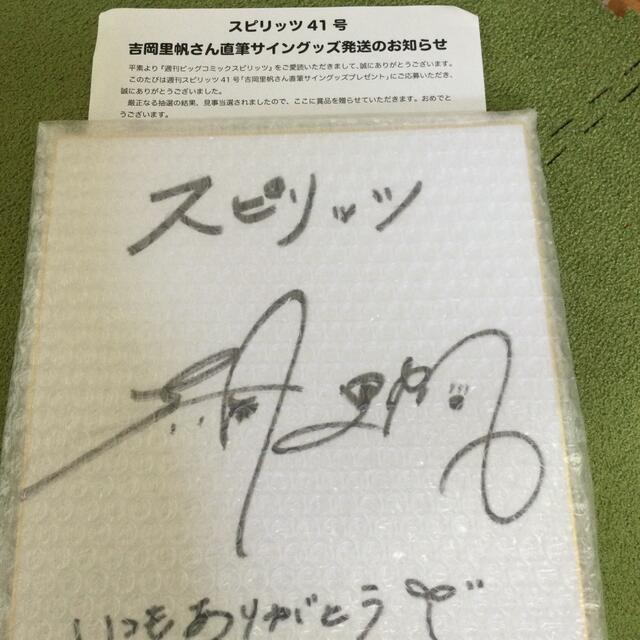 スピリッツ 41 号
吉岡里帆さん直筆サイングッズ発送のお知らせ
平素より『週刊ビッグコミックスピリッツ』をご愛読いただきまして、誠にありがとうございます。
このたびは週刊スピリッツ 41 号「吉岡里帆さん直筆サイングッズプレゼント」にご応募いただき、
誠にありがとうございました。
厳正なる抽選の結果、見事当選されましたので、ここに賞品を贈らせていただきます。おめでと
うございます。
スピリッツ
いつもありがとう